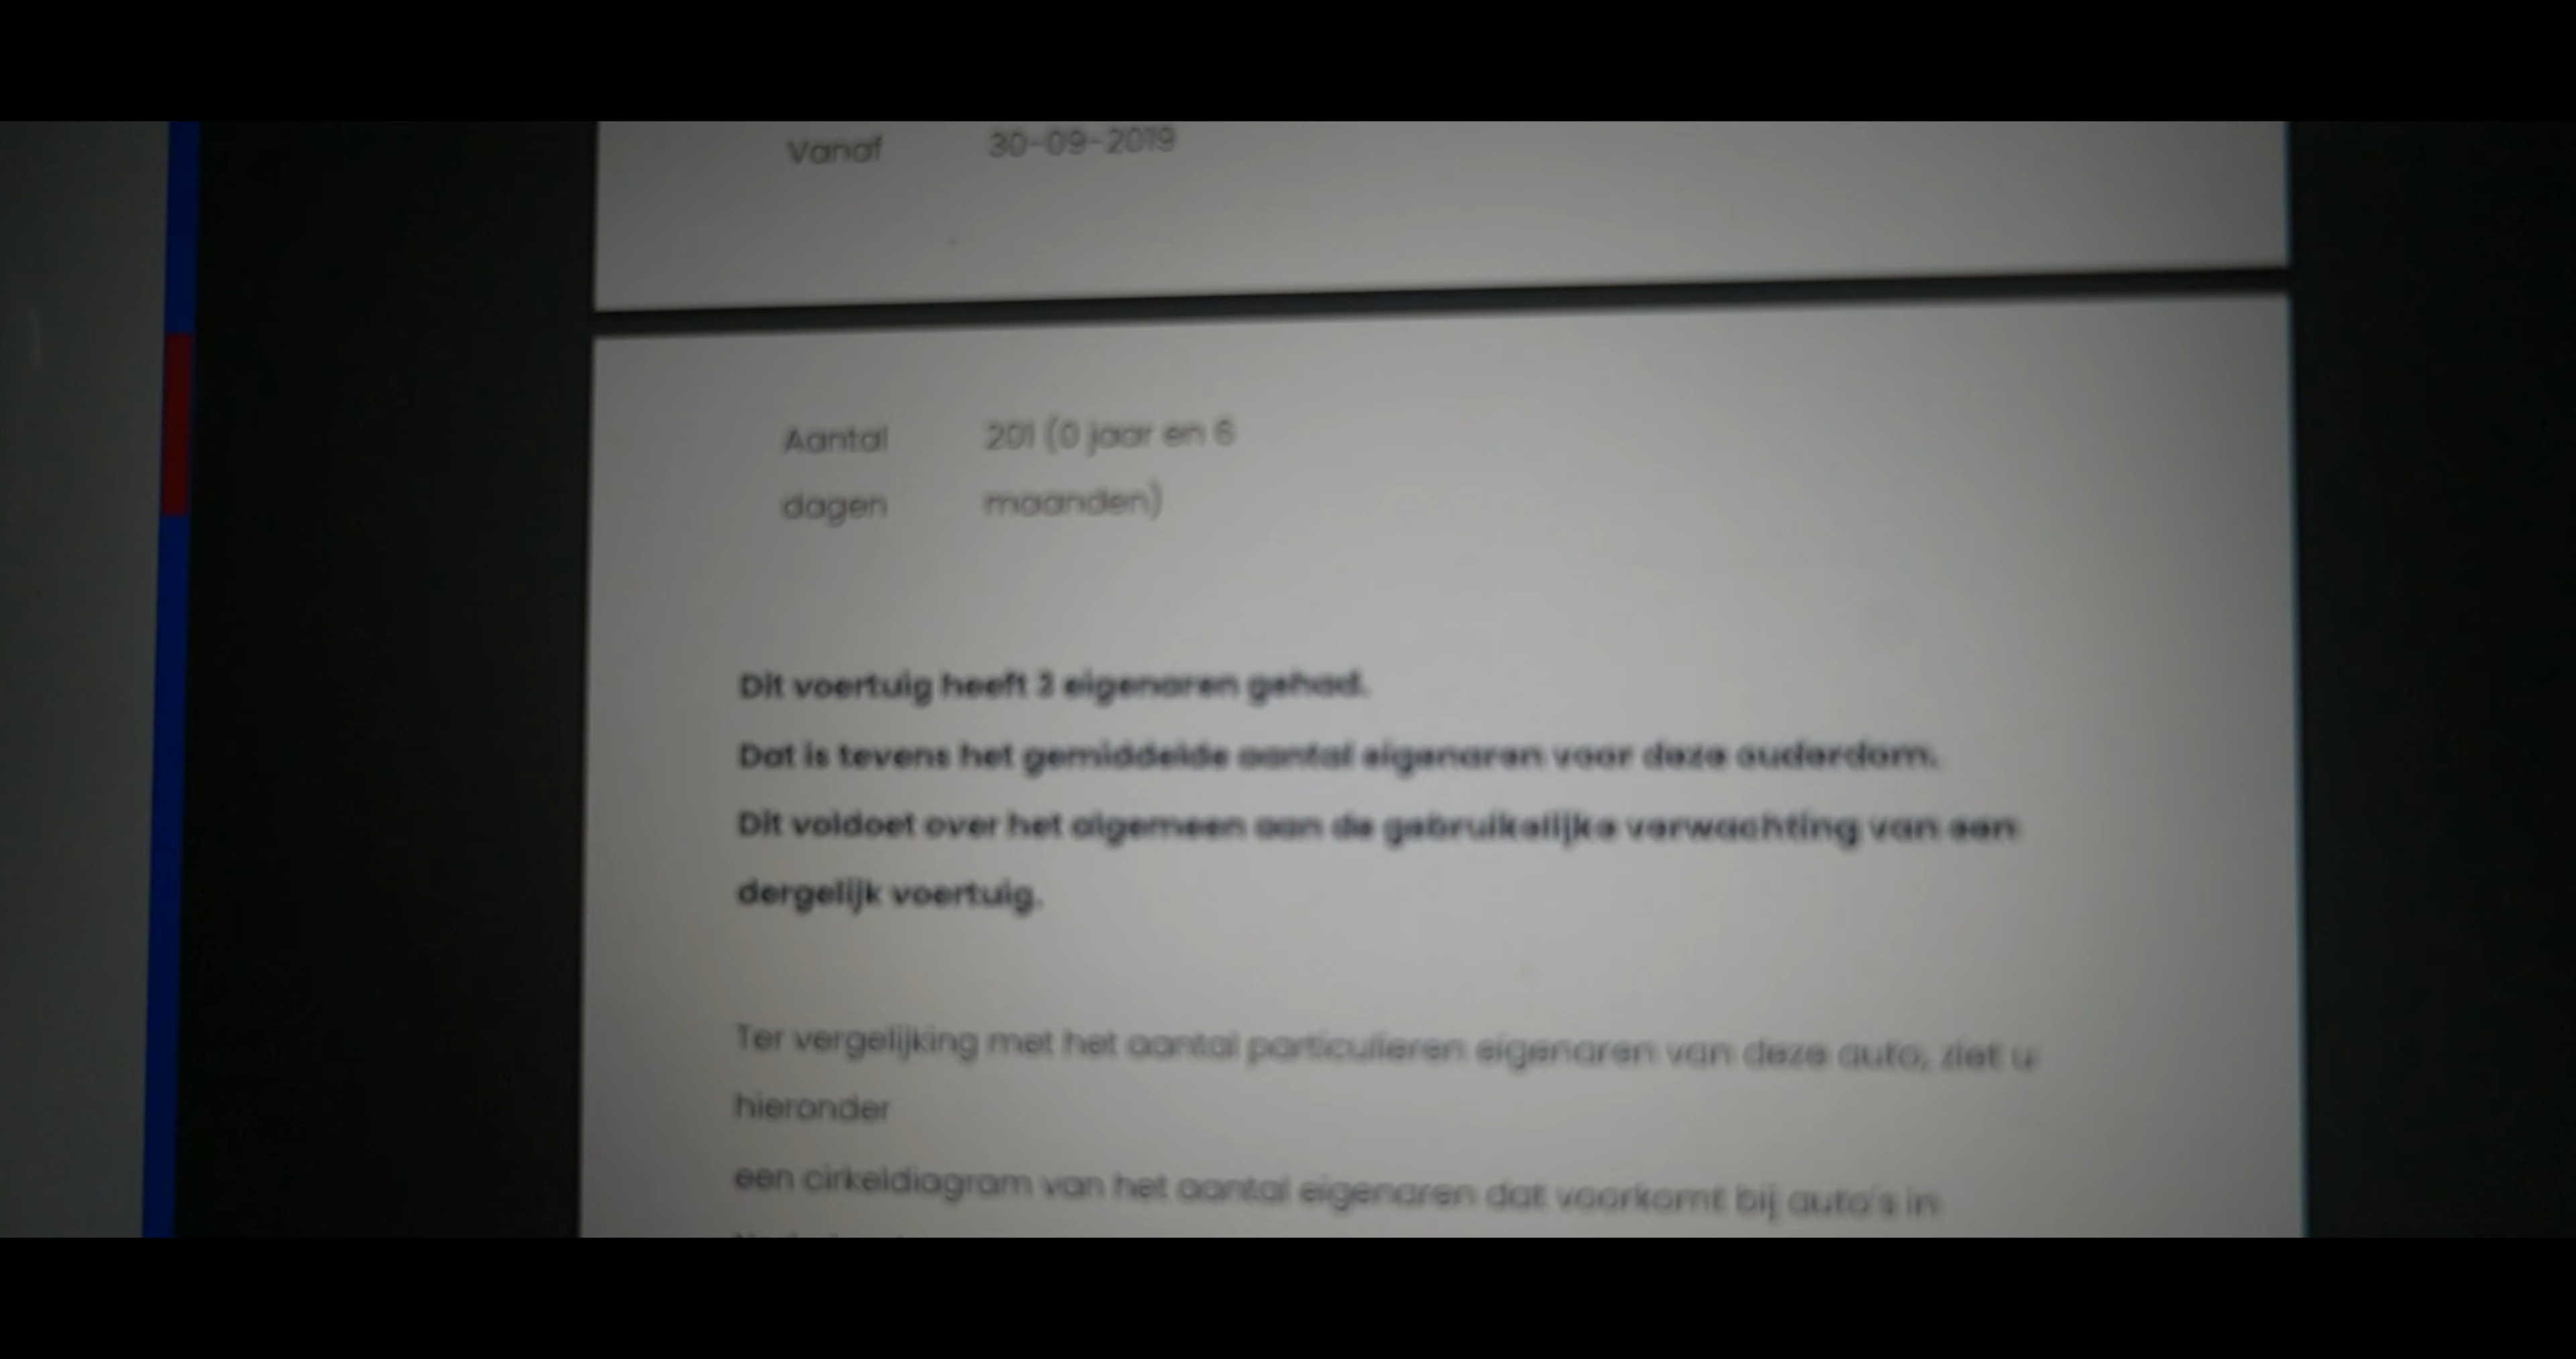 Vanaf 30-09-2019
Aantal 201 (0 jaar en 6
dagen maanden)
Dit voertuig heeft 3 eigenaren gehad.
Dat is tevens het gemiddelde aantal eigenaren voor deze ouderdom.
Dit voldoet over het algemeen aan de gebruikelijke verwachting van een
dergelijk voertuig.
Ter vergelijking met het aantal particulieren eigenaren van deze auto, ziet u
hieronder
een cirkeldiagram van het aantal eigenaren dat voorkomt bij auto's in